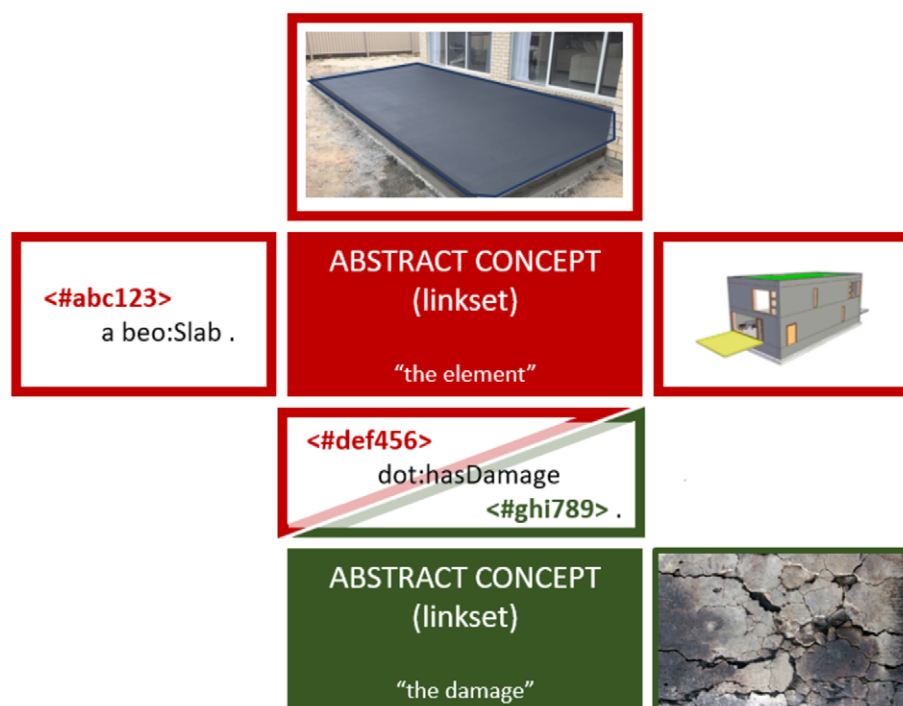 ABSTRACT CONCEPT
(linkset)
“the element”
<#abc123>
a beo:Slab .
<#def456>
dot:hasDamage
<#ghi789> .
ABSTRACT CONCEPT
(linkset)
“the damage”